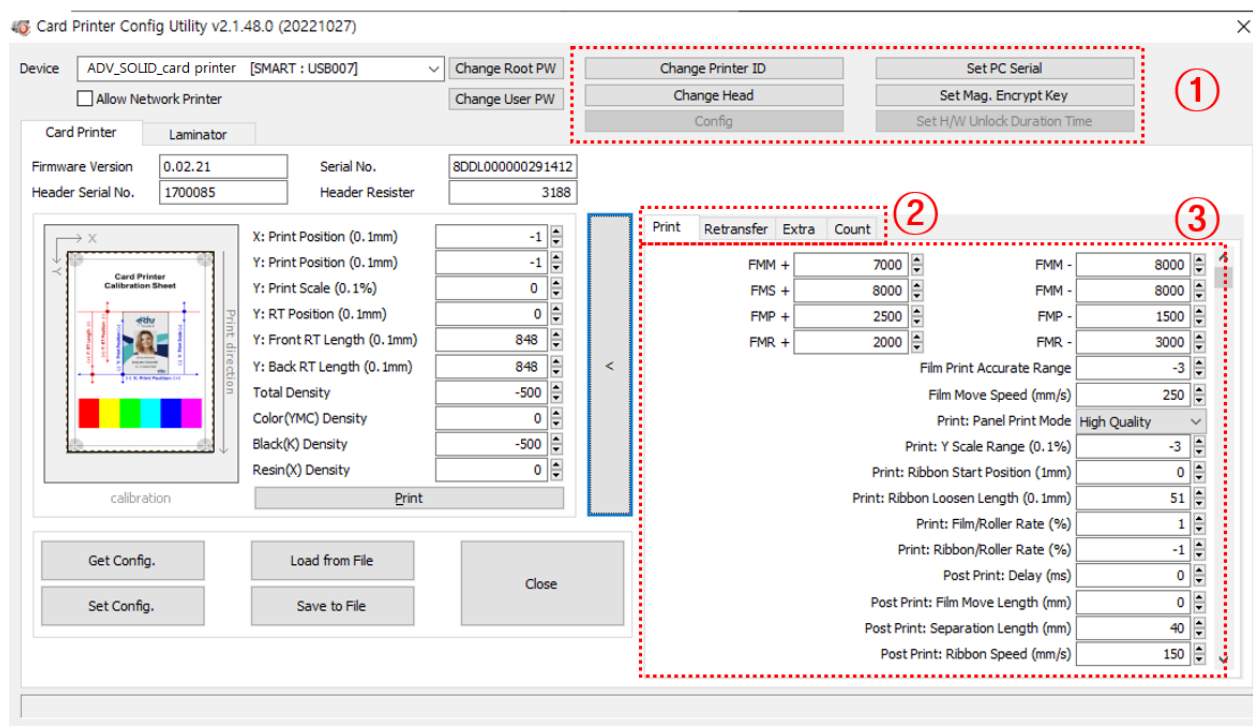 Card Printer Config Utility v2.1.48.0 (20221027)
Device ADV_SOLID_card printer [SMART : USB007] Change Root PW Change Printer ID Set PC Serial
Allow Network Printer Change User PW Change Head Set Mag. Encrypt Key ①
Config Set H/W Unlock Duration Time
Card Printer Laminator
Firmware Version 0.02.21 Serial No. 8DDL000000291412
Header Serial No. 1700085 Header Resister 3188
X
Y
Card Printer
Calibration Sheet
Print direction
calibration
X: Print Position (0.1mm) -1
Y: Print Position (0.1mm) -1
Y: Print Scale (0.1%) 0
Y: RT Position (0.1mm) 0
Y: Front RT Length (0.1mm) 848
Y: Back RT Length (0.1mm) 848
Total Density -500
Color(YMC) Density 0
Black(K) Density -500
Resin(X) Density 0
Print
<
Get Config. Load from File Close
Set Config. Save to File
Print Retransfer Extra Count ② ③
FMM + 7000 FMM - 8000
FMS + 8000 FMM - 8000
FMP + 2500 FMP - 1500
FMR + 2000 FMR - 3000
Film Print Accurate Range -3
Film Move Speed (mm/s) 250
Print: Panel Print Mode High Quality
Print: Y Scale Range (0.1%) -3
Print: Ribbon Start Position (1mm) 0
Print: Ribbon Loosen Length (0.1mm) 51
Print: Film/Roller Rate (%) 1
Print: Ribbon/Roller Rate (%) -1
Post Print: Delay (ms) 0
Post Print: Film Move Length (mm) 0
Post Print: Separation Length (mm) 40
Post Print: Ribbon Speed (mm/s) 150